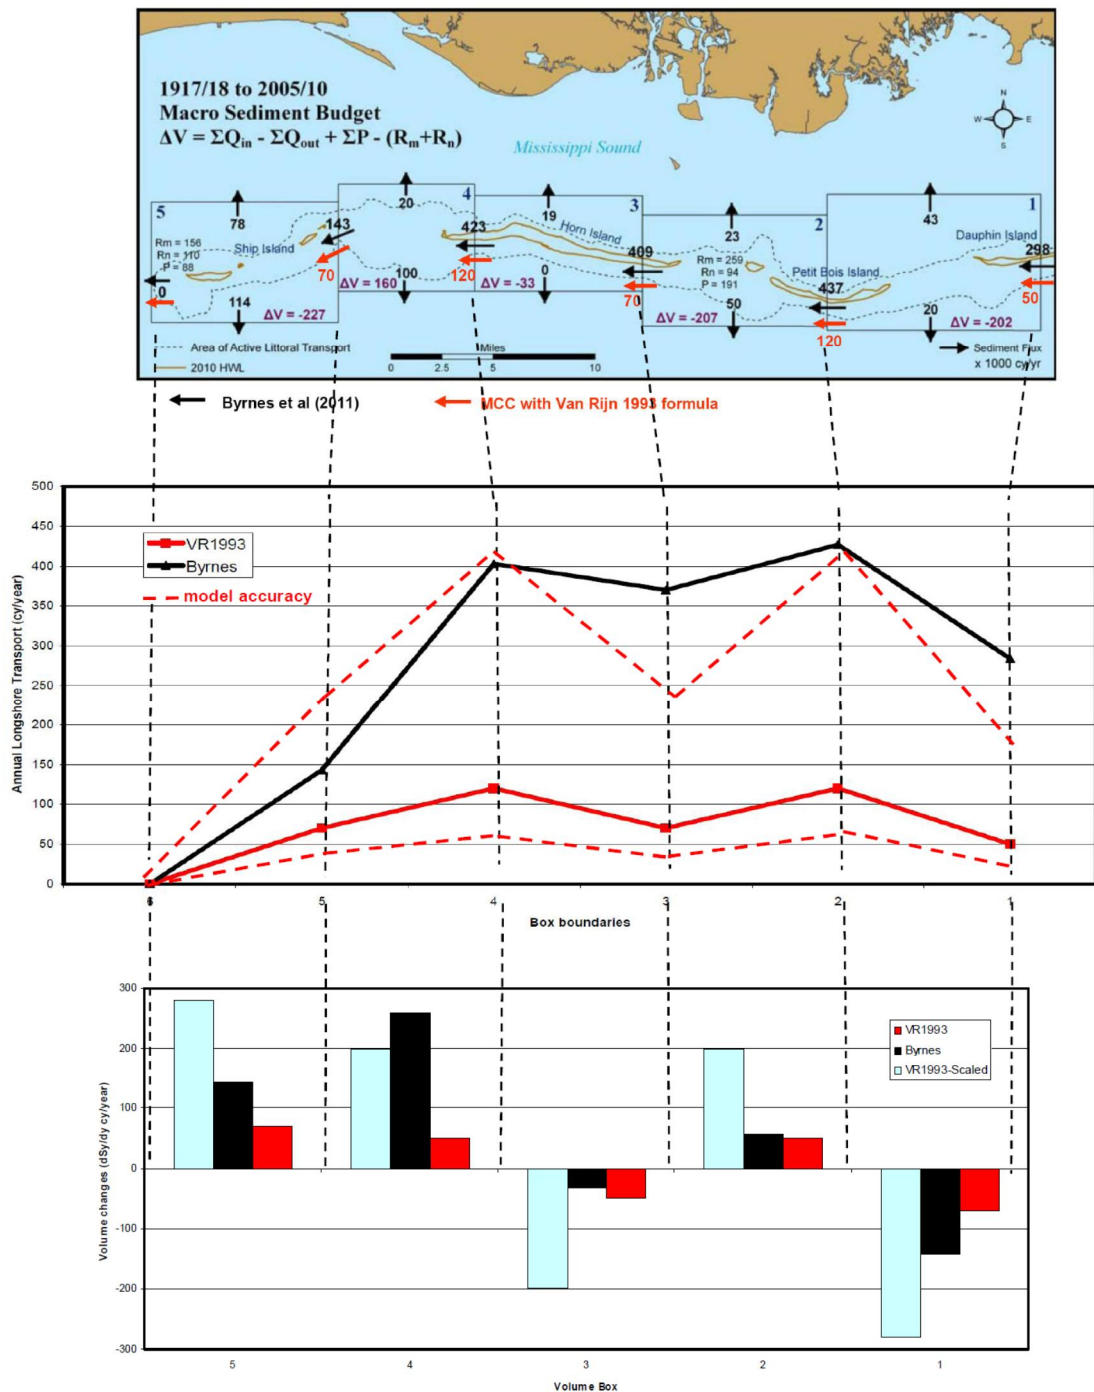 1917/18 to 2005/10
Macro Sediment Budget
ΔV = ΣQin - ΣQout + ΣP - (Rm+Rn)
N
W E
S
Mississippi Sound
5
78
143
20
4
423
19
3
409
23
2
43
1
298
Rm = 156
Rn = 110
P = 88
Ship Island
Horn Island
Rm = 259
Rn = 94
P = 191
Petit Bois Island
Dauphin Island
0
70
100
120
0
70
437
50
114
ΔV = -227
ΔV = 160
ΔV = -33
50
ΔV = -207
120
20
ΔV = -202
Area of Active Littoral Transport
2010 HWL
Miles
0 2.5 5 10
Sediment Flux
x 1000 cy/yr
Byrnes et al (2011)
MCC with Van Rijn 1993 formula
500
450
400
350
300
250
200
150
100
50
0
Annual Longshore Transport (cy/year)
VR1993
Byrnes
model accuracy
6 5 4 3 2 1
Box boundaries
300
200
100
0
-100
-200
-300
Volume changes (dSy/dy cy/year)
VR1993
Byrnes
VR1993-Scaled
5 4 3 2 1
Volume Box